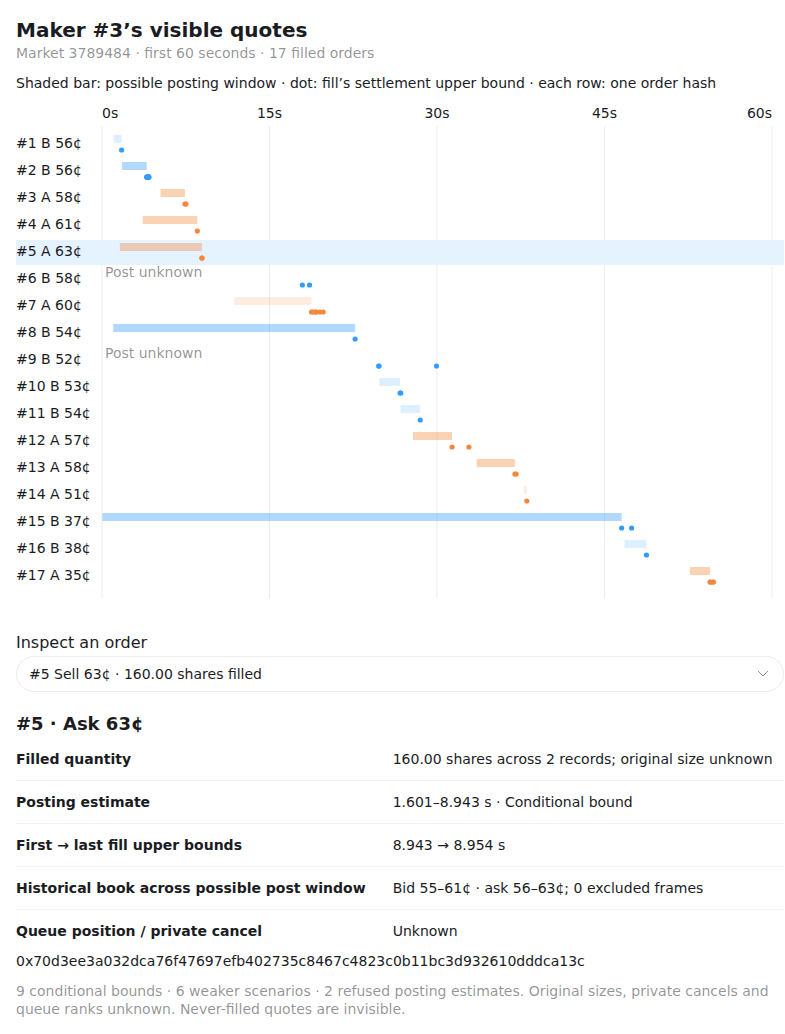 Maker #3’s visible quotes
Market 3789484 · first 60 seconds · 17 filled orders
Shaded bar: possible posting window · dot: fill’s settlement upper bound · each row: one order hash
0s 15s 30s 45s 60s
#1 B 56¢
#2 B 56¢
#3 A 58¢
#4 A 61¢
#5 A 63¢
Post unknown
#6 B 58¢
#7 A 60¢
#8 B 54¢
Post unknown
#9 B 52¢
#10 B 53¢
#11 B 54¢
#12 A 57¢
#13 A 58¢
#14 A 51¢
#15 B 37¢
#16 B 38¢
#17 A 35¢
Inspect an order
#5 Sell 63¢ · 160.00 shares filled
#5 · Ask 63¢
Filled quantity 160.00 shares across 2 records; original size unknown
Posting estimate 1.601–8.943 s · Conditional bound
First → last fill upper bounds 8.943 → 8.954 s
Historical book across possible post window Bid 55–61¢ · ask 56–63¢; 0 excluded frames
Queue position / private cancel Unknown
0x70d3ee3a032dca76f47697efb402735c8467c4823c0b11bc3d932610dddca13c
9 conditional bounds · 6 weaker scenarios · 2 refused posting estimates. Original sizes, private cancels and
queue ranks unknown. Never-filled quotes are invisible.